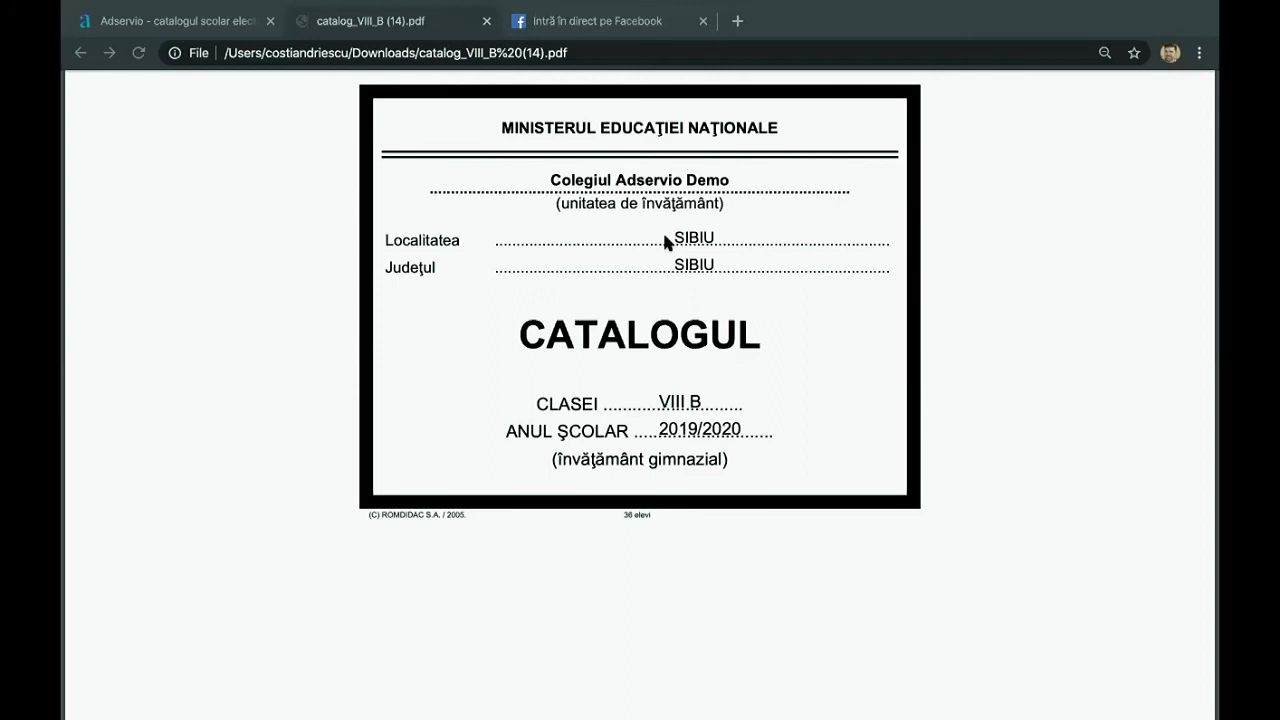 Adservio - catalogul școlar elect
catalog_VIII_B (14).pdf
Intră în direct pe Facebook
File
/Users/costiandriescu/Downloads/catalog_VIII_B%20(14).pdf
MINISTERUL EDUCAŢIEI NAŢIONALE
Colegiul Adservio Demo
(unitatea de învăţământ)
Localitatea SIBIU
Judeţul SIBIU
CATALOGUL
CLASEI ..... VIII B .....
ANUL ŞCOLAR ..... 2019/2020 .....
(învăţământ gimnazial)
(C) ROMDIDAC S.A. / 2005.
36 elevi